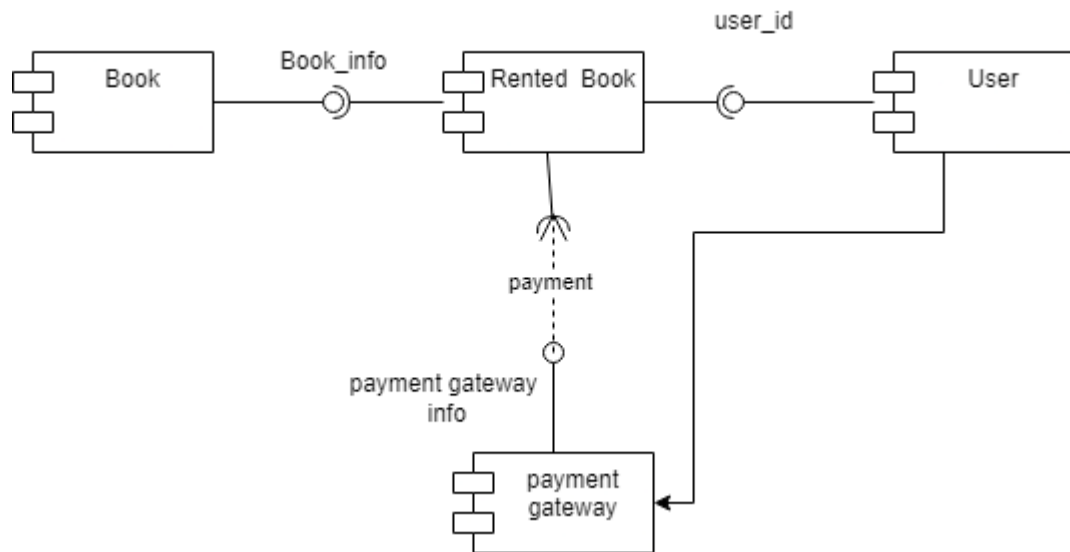 user_id
Book
Book_info
Rented Book
User
payment
payment gateway
info
payment
gateway